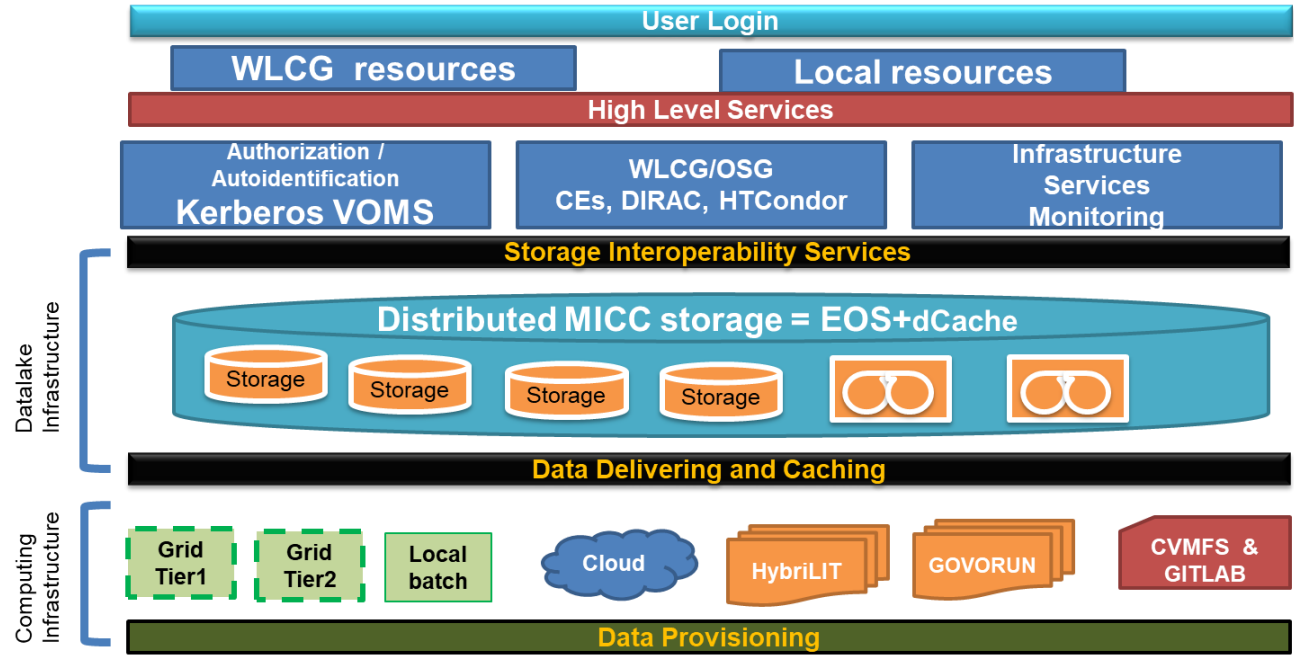 User Login
WLCG resources
Local resources
High Level Services
Authorization /
Autoidentification
Kerberos VOMS
WLCG/OSG
CEs, DIRAC, HTCondor
Infrastructure
Services
Monitoring
Storage Interoperability Services
Datalake
Infrastructure
Distributed MICC storage = EOS+dCache
Storage
Storage
Storage
Storage
Data Delivering and Caching
Computing
Infrastructure
Grid
Tier1
Grid
Tier2
Local
batch
Cloud
HybriLIT
GOVORUN
CVMFS &
GITLAB
Data Provisioning